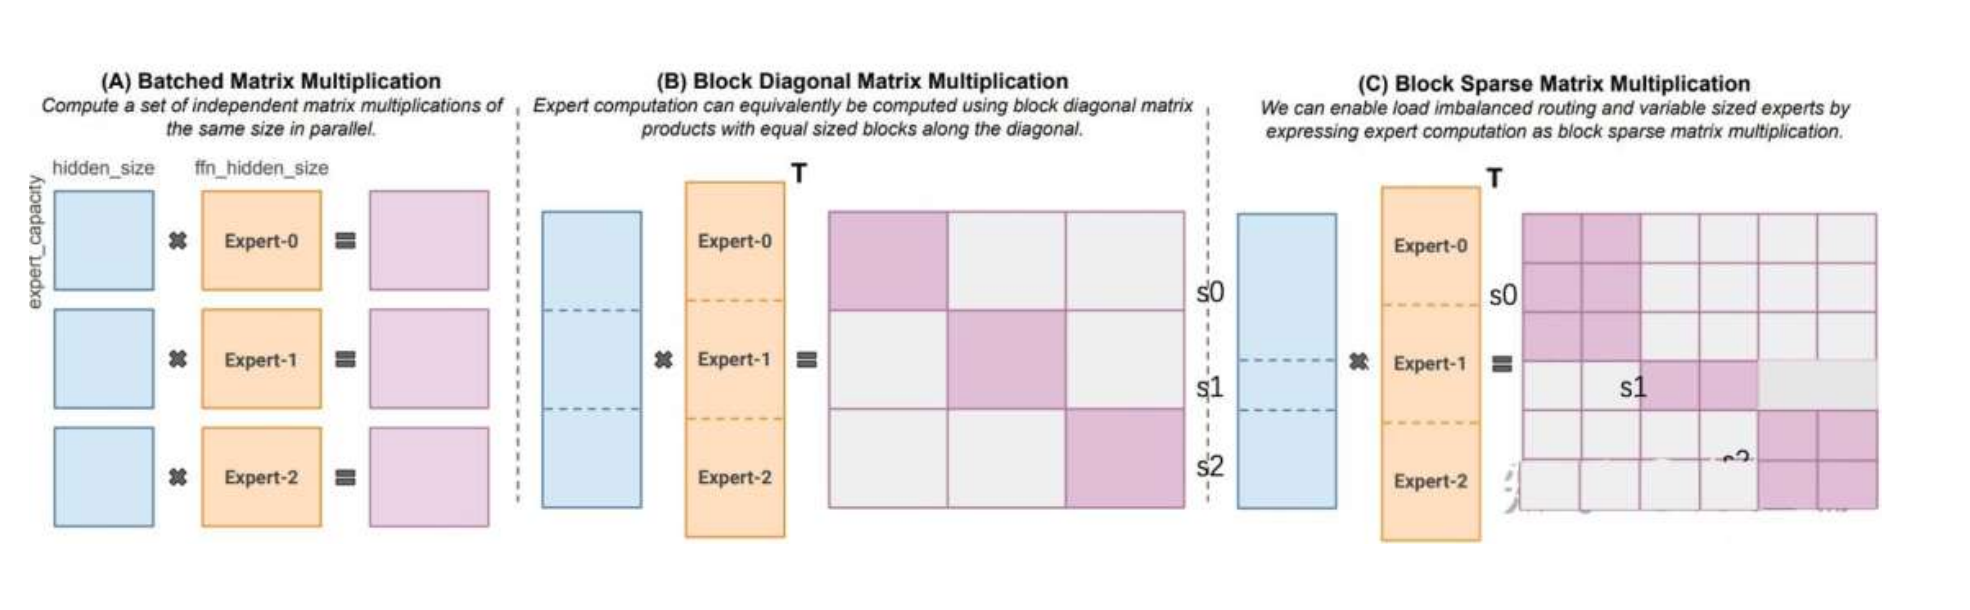 (A) Batched Matrix Multiplication
Compute a set of independent matrix multiplications of
the same size in parallel.
hidden_size
ffn_hidden_size
expert_capacity
Expert-0
Expert-1
Expert-2
(B) Block Diagonal Matrix Multiplication
Expert computation can equivalently be computed using block diagonal matrix
products with equal sized blocks along the diagonal.
T
Expert-0
Expert-1
Expert-2
s0
s1
s2
(C) Block Sparse Matrix Multiplication
We can enable load imbalanced routing and variable sized experts by
expressing expert computation as block sparse matrix multiplication.
T
Expert-0
Expert-1
Expert-2
s0
s1